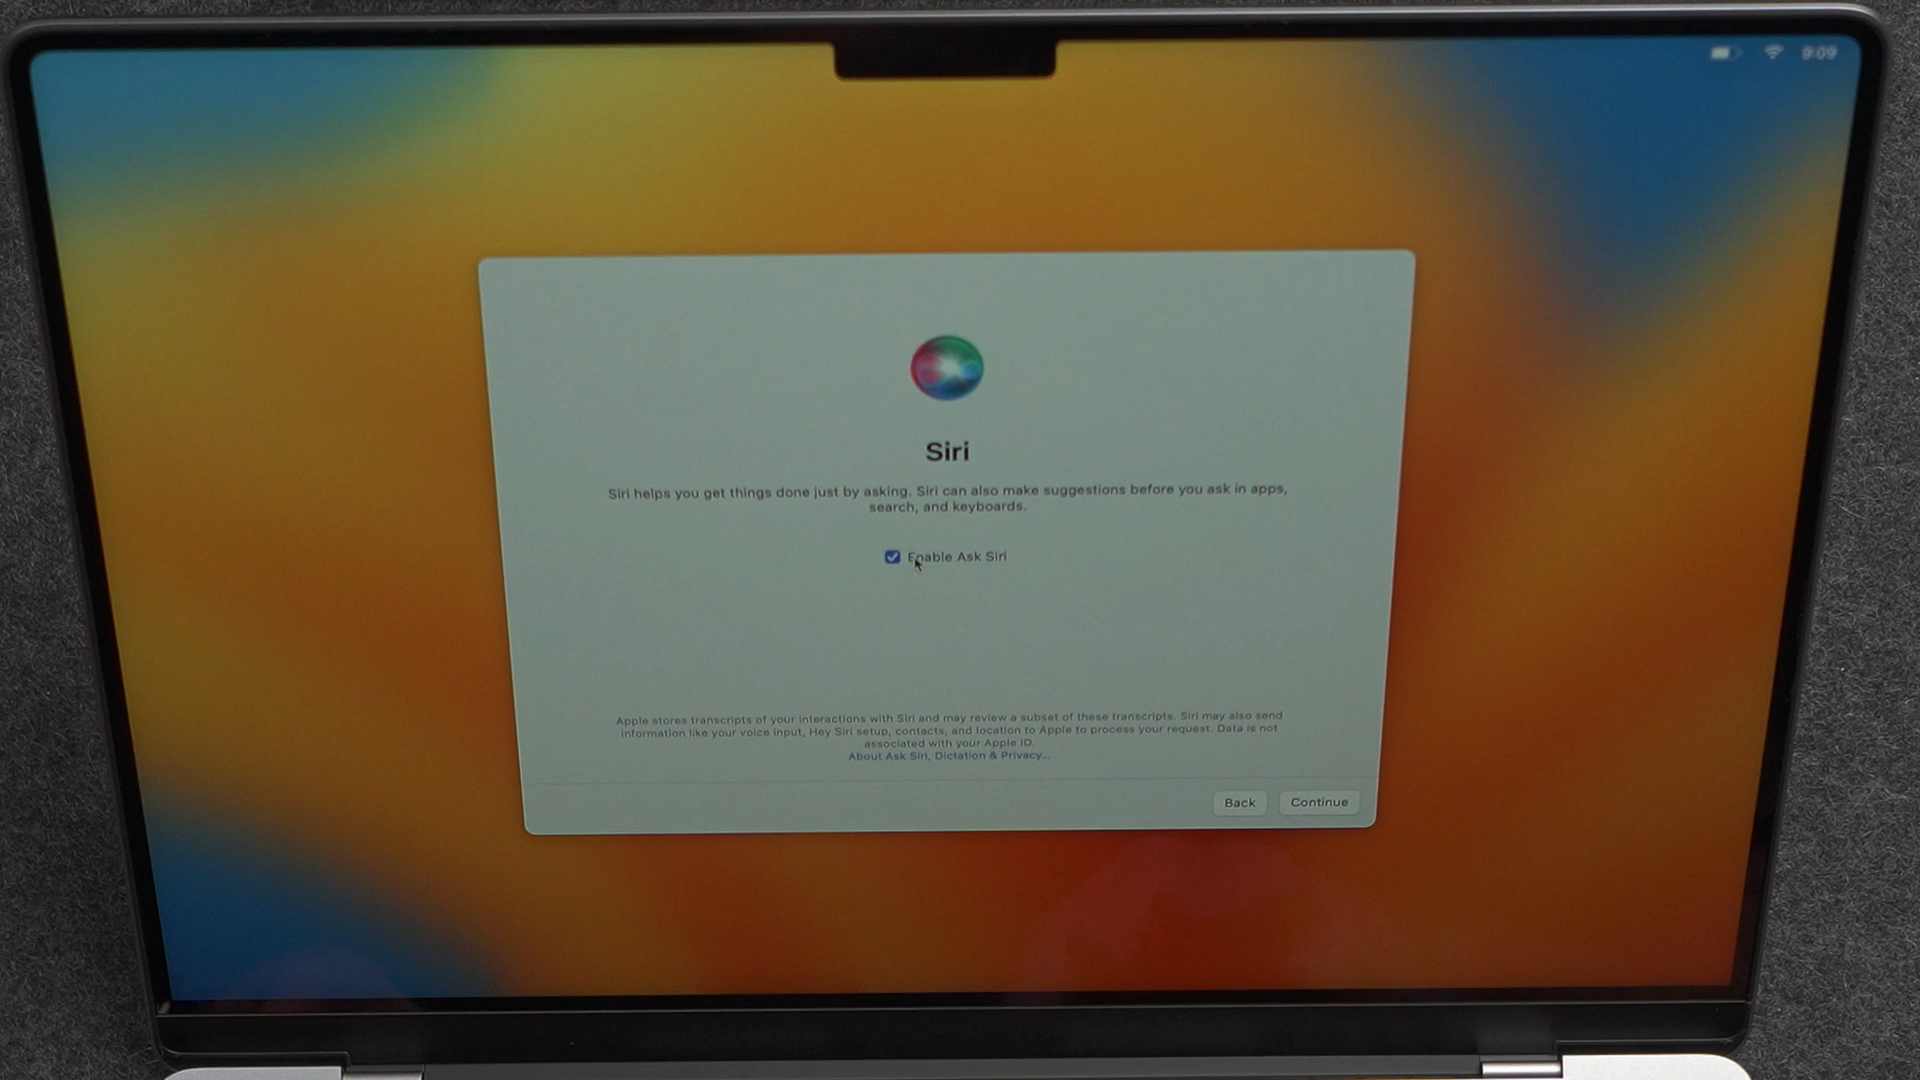 9:09
Siri
Siri helps you get things done just by asking. Siri can also make suggestions before you ask in apps,
search, and keyboards.
Enable Ask Siri
Apple stores transcripts of your interactions with Siri and may review a subset of these transcripts. Siri may also send
information like your voice input, Hey Siri setup, contacts, and location to Apple to process your request. Data is not
associated with your Apple ID.
About Ask Siri, Dictation & Privacy...
Back Continue